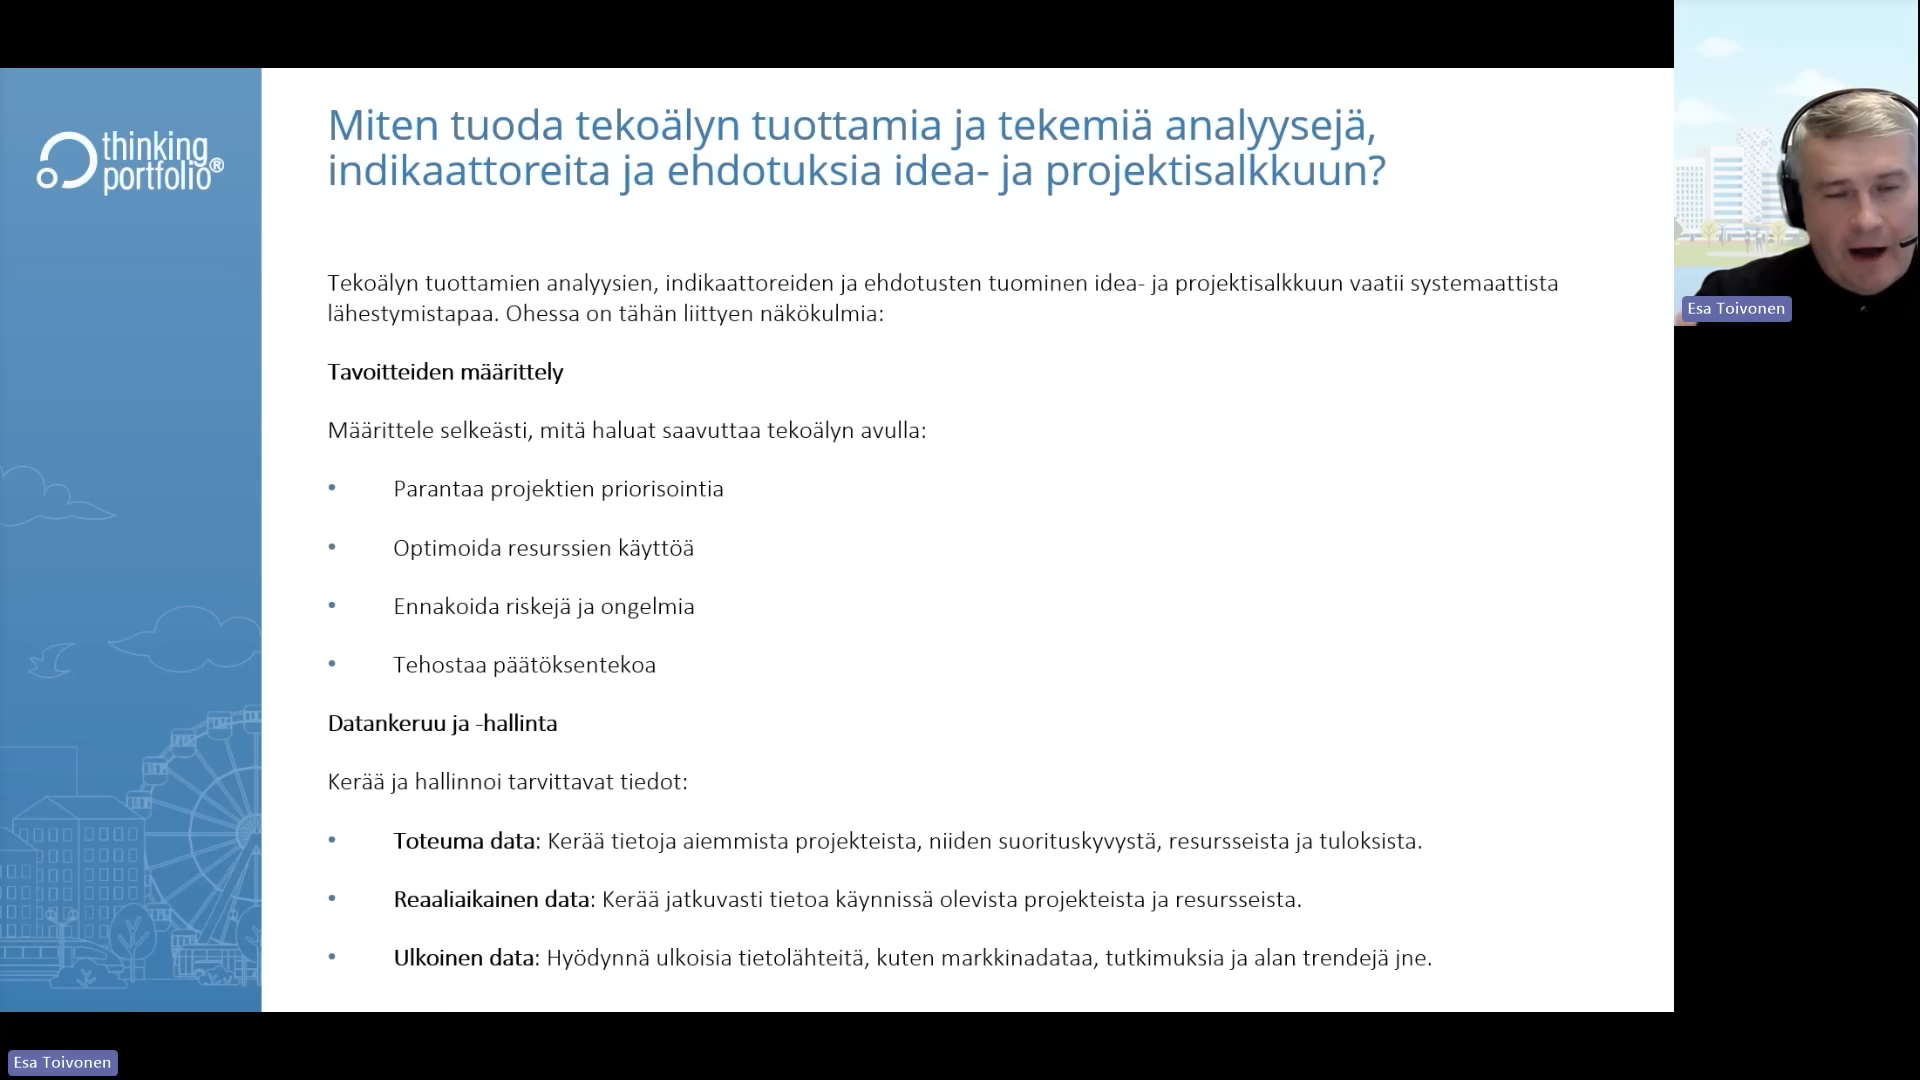 thinking
portfolio®
Miten tuoda tekoälyn tuottamia ja tekemiä analyysejä,
indikaattoreita ja ehdotuksia idea- ja projektisalkkuun?
Tekoälyn tuottamien analyysien, indikaattoreiden ja ehdotusten tuominen idea- ja projektisalkkuun vaatii systemaattista
lähestymistapaa. Ohessa on tähän liittyen näkökulmia:
Tavoitteiden määrittely
Määrittele selkeästi, mitä haluat saavuttaa tekoälyn avulla:
• Parantaa projektien priorisointia
• Optimoida resurssien käyttöä
• Ennakoida riskejä ja ongelmia
• Tehostaa päätöksentekoa
Datankeruu ja -hallinta
Kerää ja hallinnoi tarvittavat tiedot:
• Toteuma data: Kerää tietoja aiemmista projekteista, niiden suorituskyvystä, resursseista ja tuloksista.
• Reaaliaikainen data: Kerää jatkuvasti tietoa käynnissä olevista projekteista ja resursseista.
• Ulkoinen data: Hyödynnä ulkoisia tietolähteitä, kuten markkinadataa, tutkimuksia ja alan trendejä jne.
Esa Toivonen
Esa Toivonen